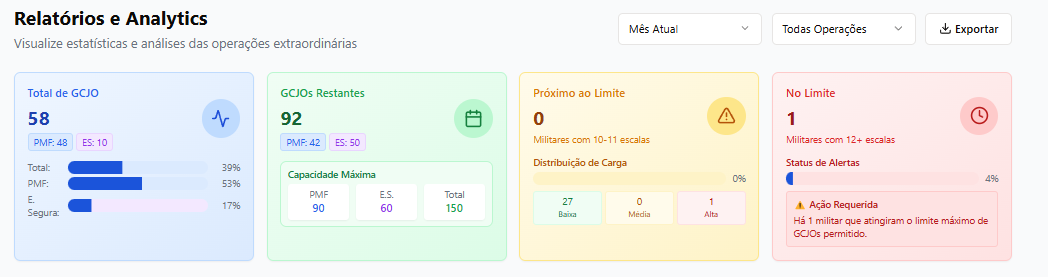 Relatórios e Analytics
Visualize estatísticas e análises das operações extraordinárias
Mês Atual
Todas Operações
Exportar
Total de GCJO
58
PMF: 48 ES: 10
Total: 39%
PMF: 53%
E. Segura: 17%
GCJOs Restantes
92
PMF: 42 ES: 50
Capacidade Máxima
PMF E.S. Total
90 60 150
Próximo ao Limite
0
Militares com 10-11 escalas
Distribuição de Carga
0%
27 0 1
Baixa Média Alta
No Limite
1
Militares com 12+ escalas
Status de Alertas
4%
Ação Requerida
Há 1 militar que atingiram o limite máximo de
GCJOs permitido.